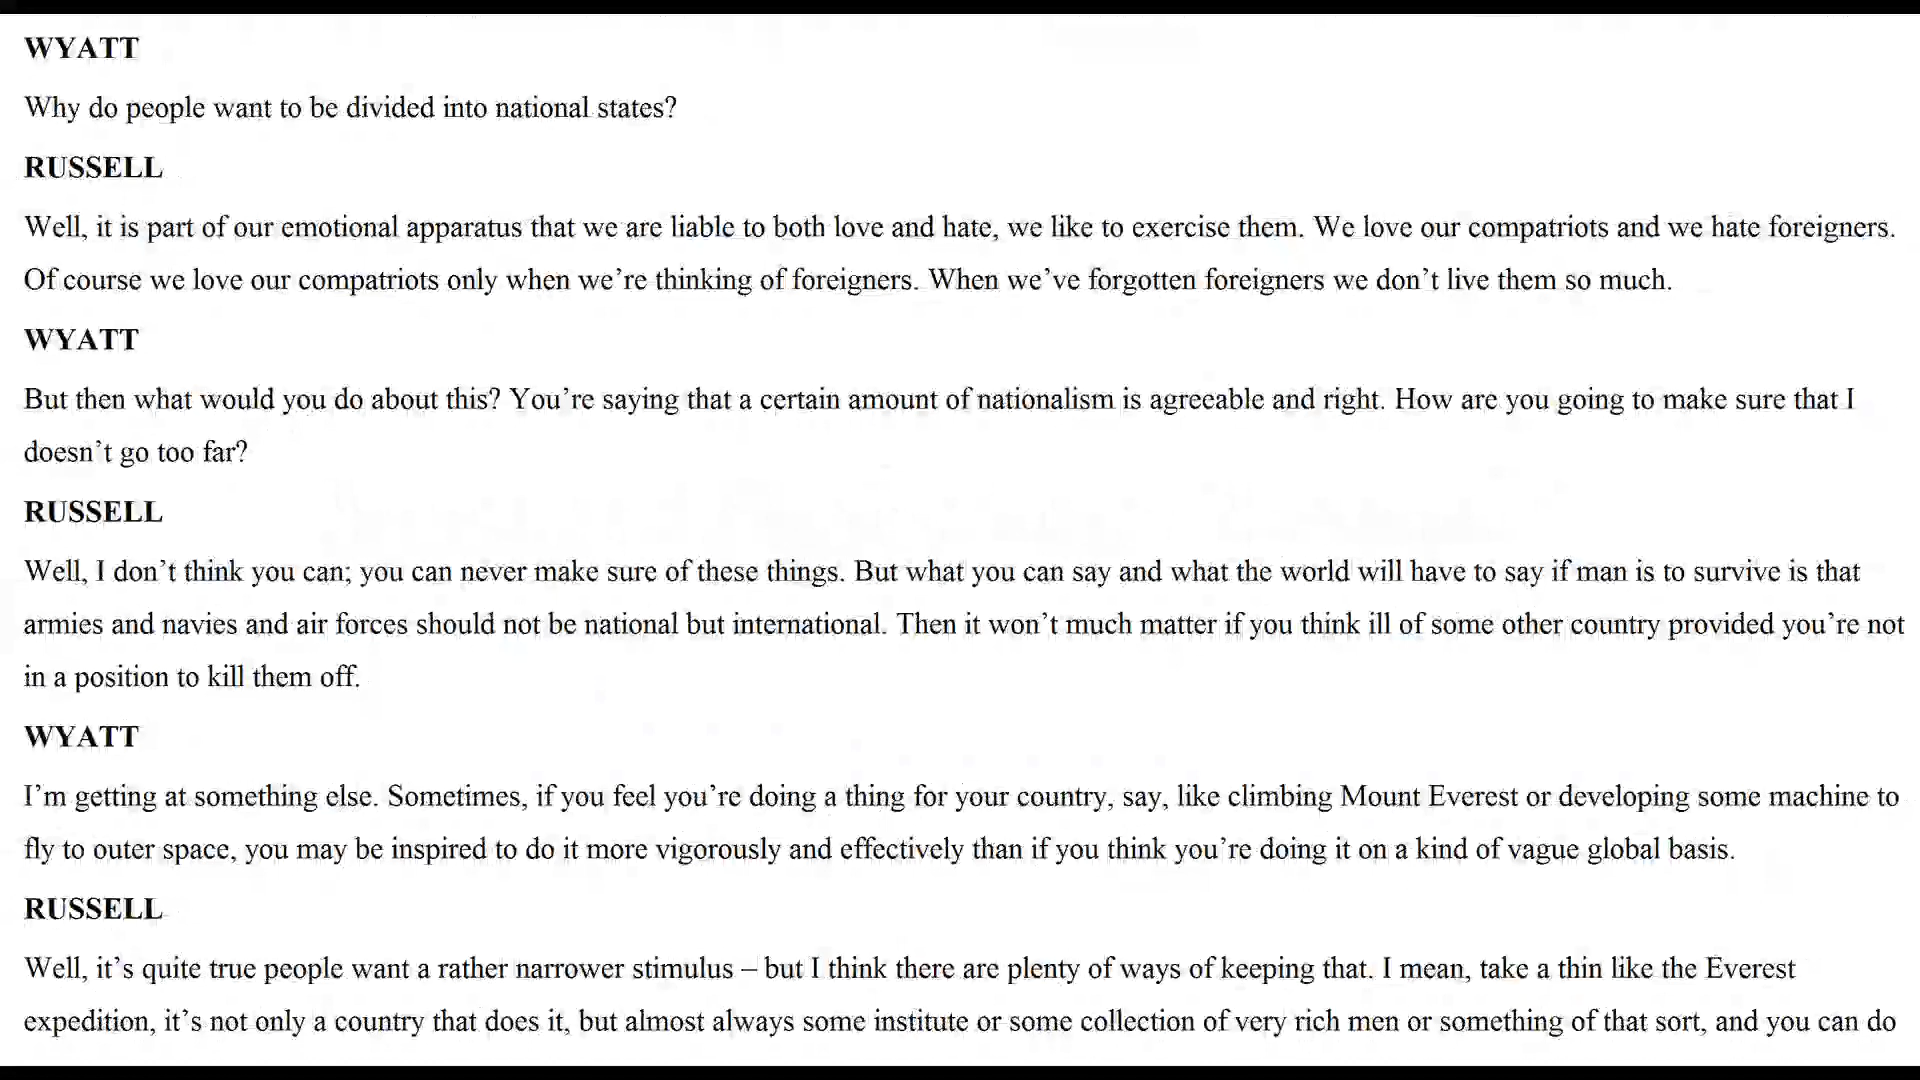 WYATT
Why do people want to be divided into national states?
RUSSELL
Well, it is part of our emotional apparatus that we are liable to both love and hate, we like to exercise them. We love our compatriots and we hate foreigners.
Of course we love our compatriots only when we’re thinking of foreigners. When we’ve forgotten foreigners we don’t live them so much.
WYATT
But then what would you do about this? You’re saying that a certain amount of nationalism is agreeable and right. How are you going to make sure that I
doesn’t go too far?
RUSSELL
Well, I don’t think you can; you can never make sure of these things. But what you can say and what the world will have to say if man is to survive is that
armies and navies and air forces should not be national but international. Then it won’t much matter if you think ill of some other country provided you’re not
in a position to kill them off.
WYATT
I’m getting at something else. Sometimes, if you feel you’re doing a thing for your country, say, like climbing Mount Everest or developing some machine to
fly to outer space, you may be inspired to do it more vigorously and effectively than if you think you’re doing it on a kind of vague global basis.
RUSSELL
Well, it’s quite true people want a rather narrower stimulus – but I think there are plenty of ways of keeping that. I mean, take a thin like the Everest
expedition, it’s not only a country that does it, but almost always some institute or some collection of very rich men or something of that sort, and you can do